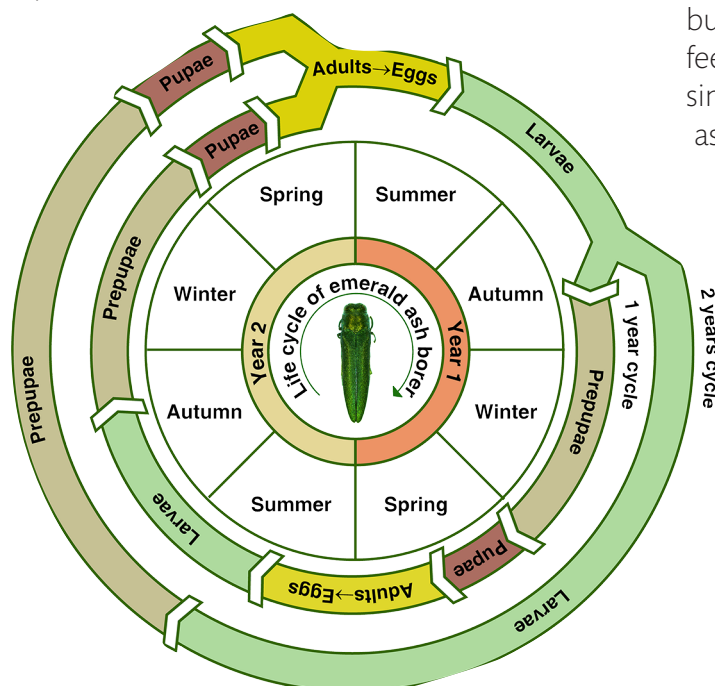 bu
fee
sin
as
Adults→Eggs
Larvae
Prepupae
Pupae
Adults→Eggs
Larvae
Prepupae
Pupae
Larvae
Prepupae
Pupae
1 year cycle
2 years cycle
Spring
Summer
Autumn
Winter
Spring
Summer
Autumn
Winter
Year 1
Year 2
Life cycle of emerald ash borer